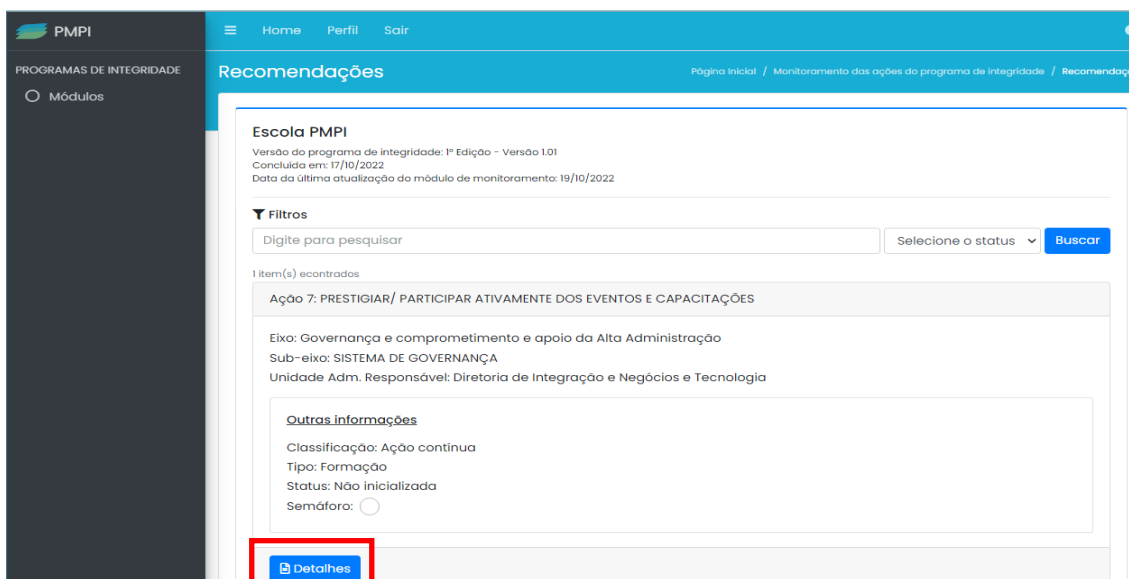 PMPI
Home Perfil Sair
PROGRAMAS DE INTEGRIDADE
Módulos
Recomendações
Página Inicial / Monitoramento das ações do programa de integridade /
Escola PMPI
Versão do programa de integridade: 1º Edição - Versão 1.01
Concluída em: 17/10/2022
Data da última atualização do módulo de monitoramento: 19/10/2022
Filtros
Digite para pesquisar
Selecione o status
Buscar
1 item(s) econtrados
Ação 7: PRESTIGIAR/ PARTICIPAR ATIVAMENTE DOS EVENTOS E CAPACITAÇÕES
Eixo: Governança e comprometimento e apoio da Alta Administração
Sub-eixo: SISTEMA DE GOVERNANÇA
Unidade Adm. Responsável: Diretoria de Integração e Negócios e Tecnologia
Outras informações
Classificação: Ação contínua
Tipo: Formação
Status: Não inicializada
Semáforo:
Detalhes